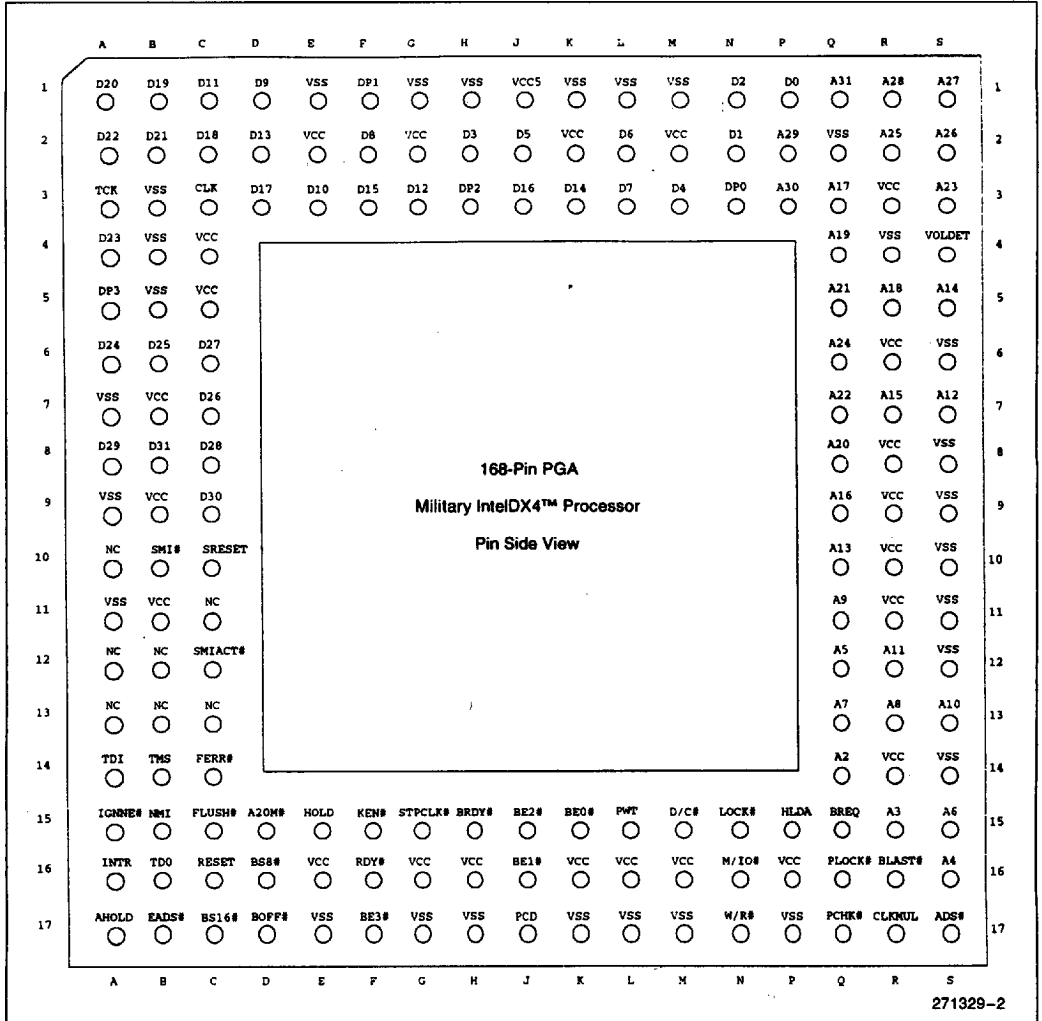 A B C D E F G H J K L M N P Q R S
D20 D19 D11 D9 VSS DP1 VSS VSS VCC5 VSS VSS VSS D2 D0 A31 A28 A27
1 1
D22 D21 D18 D13 VCC D8 VCC D3 D5 VCC D6 VCC D1 A29 VSS A25 A26
2 2
TCK VSS CLK D17 D10 D15 D12 DP2 D16 D14 D7 D4 DP0 A30 A17 VCC A23
3 3
D23 VSS VCC A19 VSS VOLDET
4 4
DP3 VSS VCC A21 A18 A14
5 5
D24 D25 D27 A24 VCC VSS
6 6
VSS VCC D26 A22 A15 A12
7 7
D29 D31 D28 A20 VCC VSS
8 8
168-Pin PGA
VSS VCC D30 A16 VCC VSS
9 9
Military IntelDX4™ Processor
Pin Side View
NC SMI# SRESET A13 VCC VSS
10 10
VSS VCC NC A9 VCC VSS
11 11
NC NC SMIACT# A5 A11 VSS
12 12
NC NC NC A7 A8 A10
13 13
TDI TMS FERR# A2 VCC VSS
14 14
IGNNE# NMI FLUSH# A20M# HOLD KEN# STPCLK# BRDY# BE2# BE0# PWT D/C# LOCK# HLDA BREQ A3 A6
15 15
INTR TDO RESET BS8# VCC RDY# VCC VCC BE1# VCC VCC VCC M/IO# VCC PLOCK# BLAST# A4
16 16
AHOLD EADS# BS16# BOFF# VSS BE3# VSS VSS PCD VSS VSS VSS W/R# VSS PCHK# CLKMUL ADS#
17 17
A B C D E F G H J K L M N P Q R S
271329-2